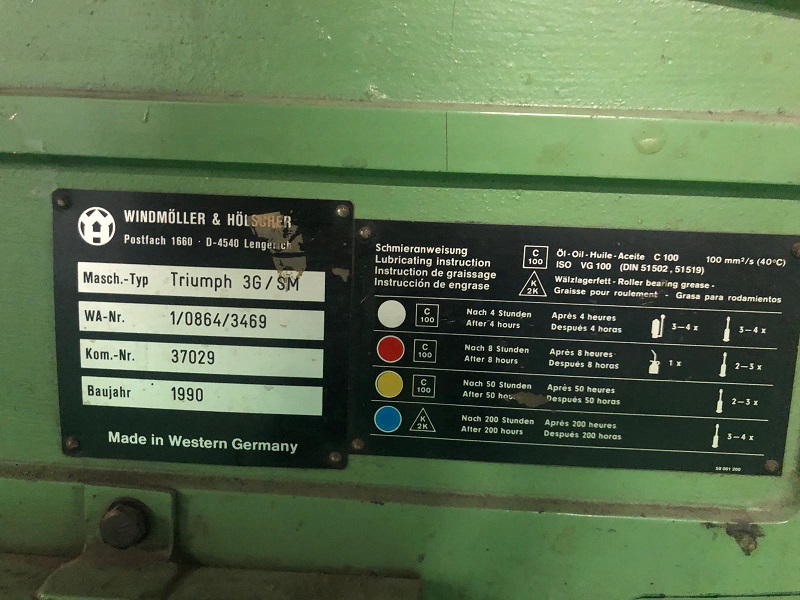 WINDMÖLLER & HÖLSCHER
Postfach 1660 · D-4540 Lengerich
Masch.-Typ Triumph 3G/SM
WA-Nr. 1/0864/3469
Kom.-Nr. 37029
Baujahr 1990
Made in Western Germany
Schmieranweisung
Lubricating instruction
Instruction de graissage
Instrucción de engrase
C 100
Öl-Oil-Huile-Aceite C 100 100 mm²/s (40°C)
ISO VG 100 (DIN 51502, 51519)
K 2K
Wälzlagerfett - Roller bearing grease -
Graisse pour roulement - Grasa para rodamientos
C 100
Nach 4 Stunden Après 4 heures
After 4 hours Después 4 horas
3-4 x 3-4 x
C 100
Nach 8 Stunden Après 8 heures
After 8 hours Después 8 horas
1 x 2-3 x
C 100
Nach 50 Stunden Après 50 heures
After 50 hours Después 50 horas
2-3 x
K 2K
Nach 200 Stunden Après 200 heures
After 200 hours Después 200 horas
3-4 x
50 001 200